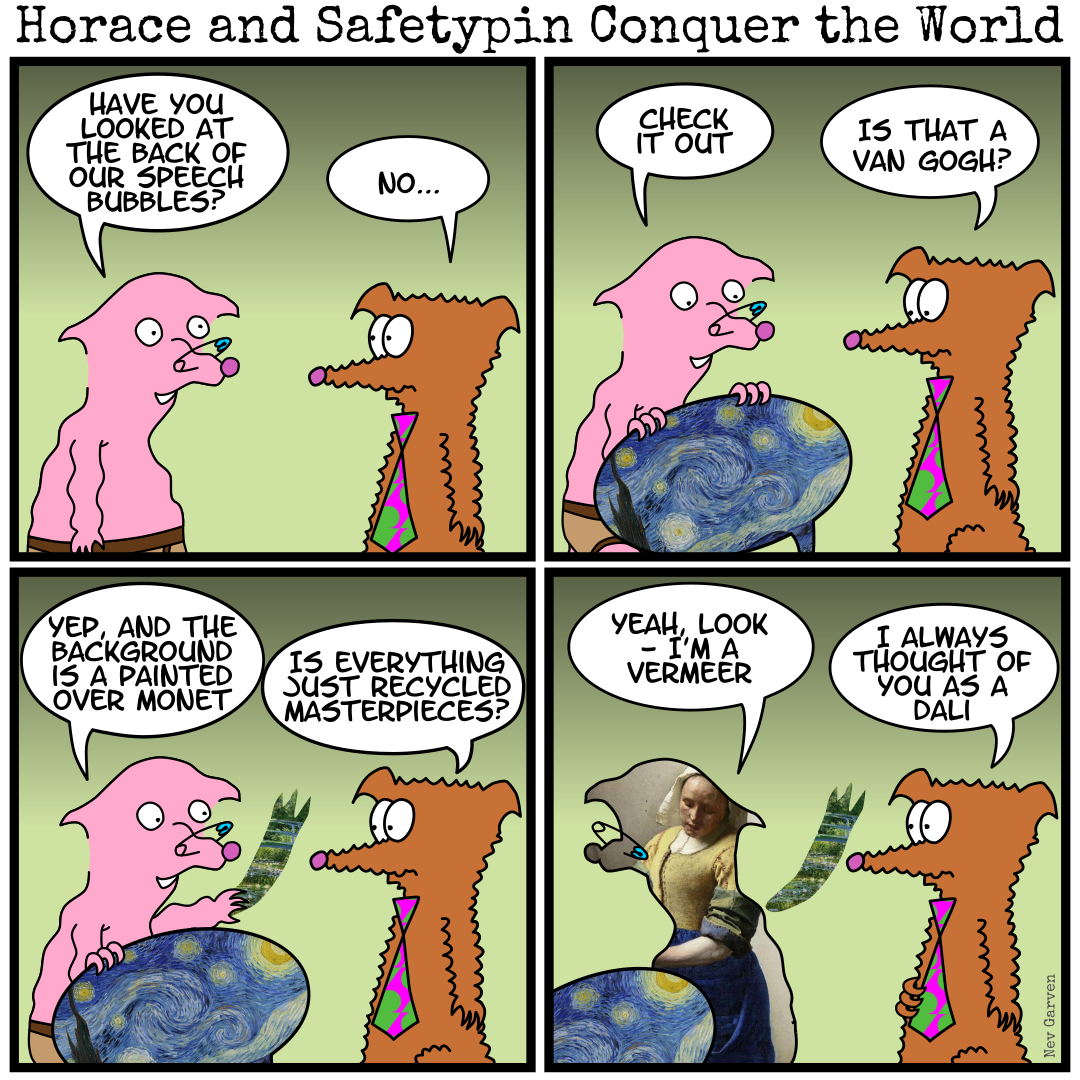 Horace and Safetypin Conquer the World
HAVE YOU
LOOKED AT
THE BACK OF
OUR SPEECH
BUBBLES?
NO...
CHECK
IT OUT
IS THAT A
VAN GOGH?
YEP, AND THE
BACKGROUND
IS A PAINTED
OVER MONET
IS EVERYTHING
JUST RECYCLED
MASTERPIECES?
YEAH, LOOK
– I'M A
VERMEER
I ALWAYS
THOUGHT OF
YOU AS A
DALI
Nev Garven